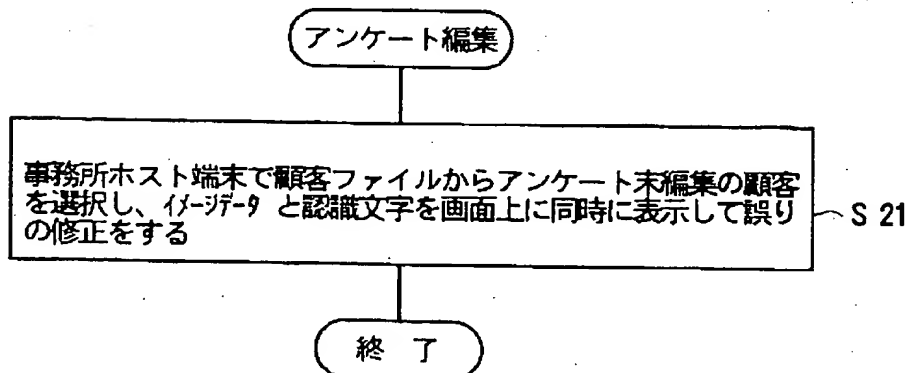 アンケート編集
事務所ホスト端末で顧客ファイルからアンケート末編集の顧客
を選択し、イメージデータ と認識文字を画面上に同時に表示して誤り
の修正をする
S 21
終 了